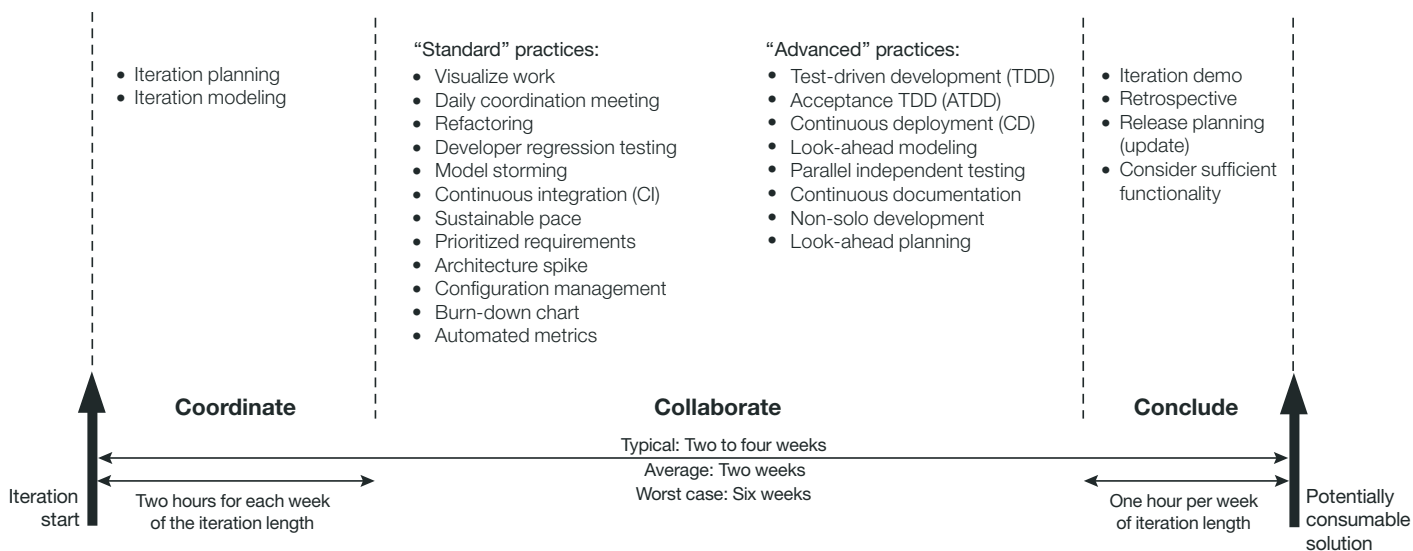 • Iteration planning
• Iteration modeling
“Standard” practices:
• Visualize work
• Daily coordination meeting
• Refactoring
• Developer regression testing
• Model storming
• Continuous integration (CI)
• Sustainable pace
• Prioritized requirements
• Architecture spike
• Configuration management
• Burn-down chart
• Automated metrics
“Advanced” practices:
• Test-driven development (TDD)
• Acceptance TDD (ATDD)
• Continuous deployment (CD)
• Look-ahead modeling
• Parallel independent testing
• Continuous documentation
• Non-solo development
• Look-ahead planning
• Iteration demo
• Retrospective
• Release planning
(update)
• Consider sufficient
functionality
Coordinate
Collaborate
Conclude
Typical: Two to four weeks
Average: Two weeks
Worst case: Six weeks
Iteration
start
Two hours for each week
of the iteration length
One hour per week
of iteration length
Potentially
consumable
solution